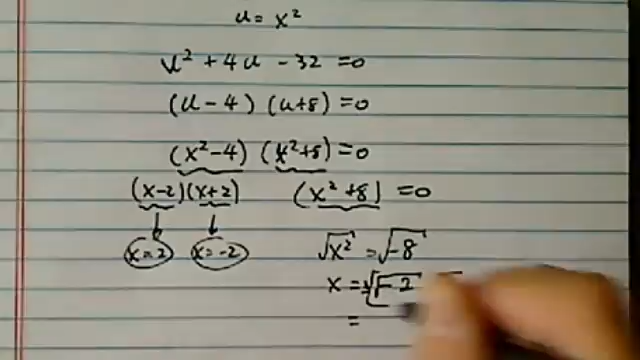 u = x²
u² + 4u - 32 = 0
(u - 4) (u+8) = 0
(x² - 4) (x² + 8) = 0
(x - 2)(x + 2) (x² + 8) = 0
x = 2 x = -2 √x² = √-8
x = √-2
=